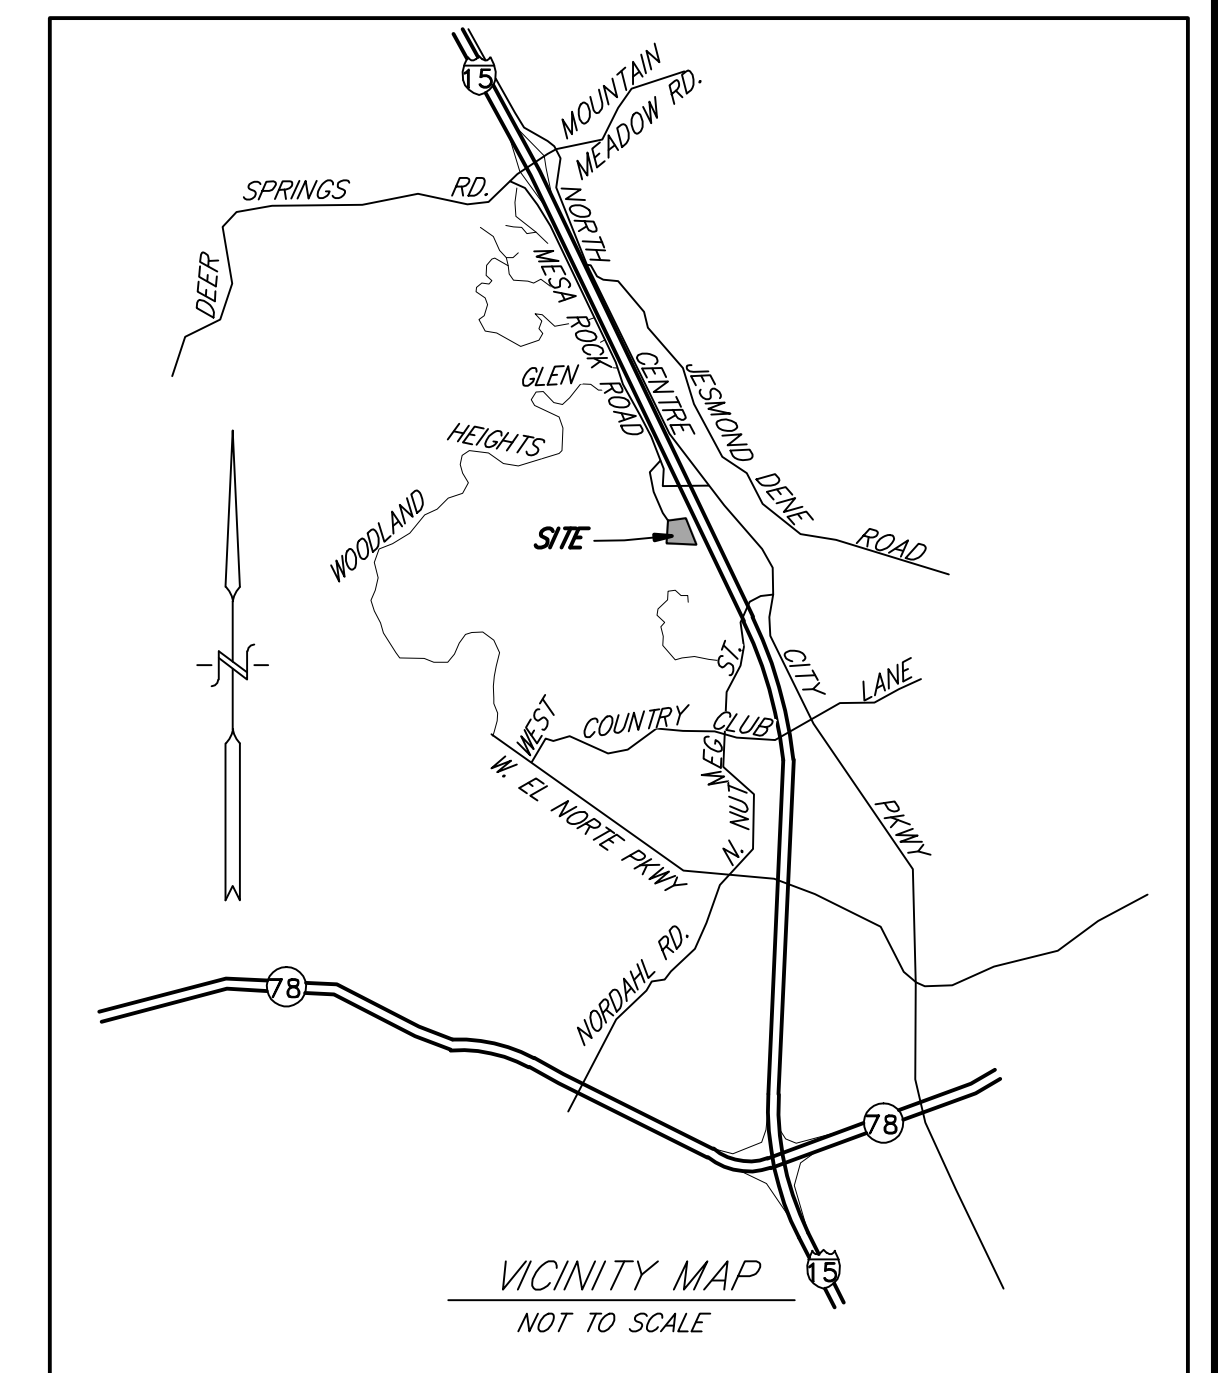 15
MOUNTAIN
MEADOW RD.
SPRINGS
RD.
DEER
NORTH
MESA ROCK ROAD
GLEN
CENTRE
JESMOND DENE
ROAD
HEIGHTS
WOODLAND
SITE
N
ST.
CITY
LANE
WEST
COUNTRY
CLUB
W. EL NORTE PKWY
N. NUTMEG
PKWY
NORDAHL RD.
78
78
15
VICINITY MAP
NOT TO SCALE